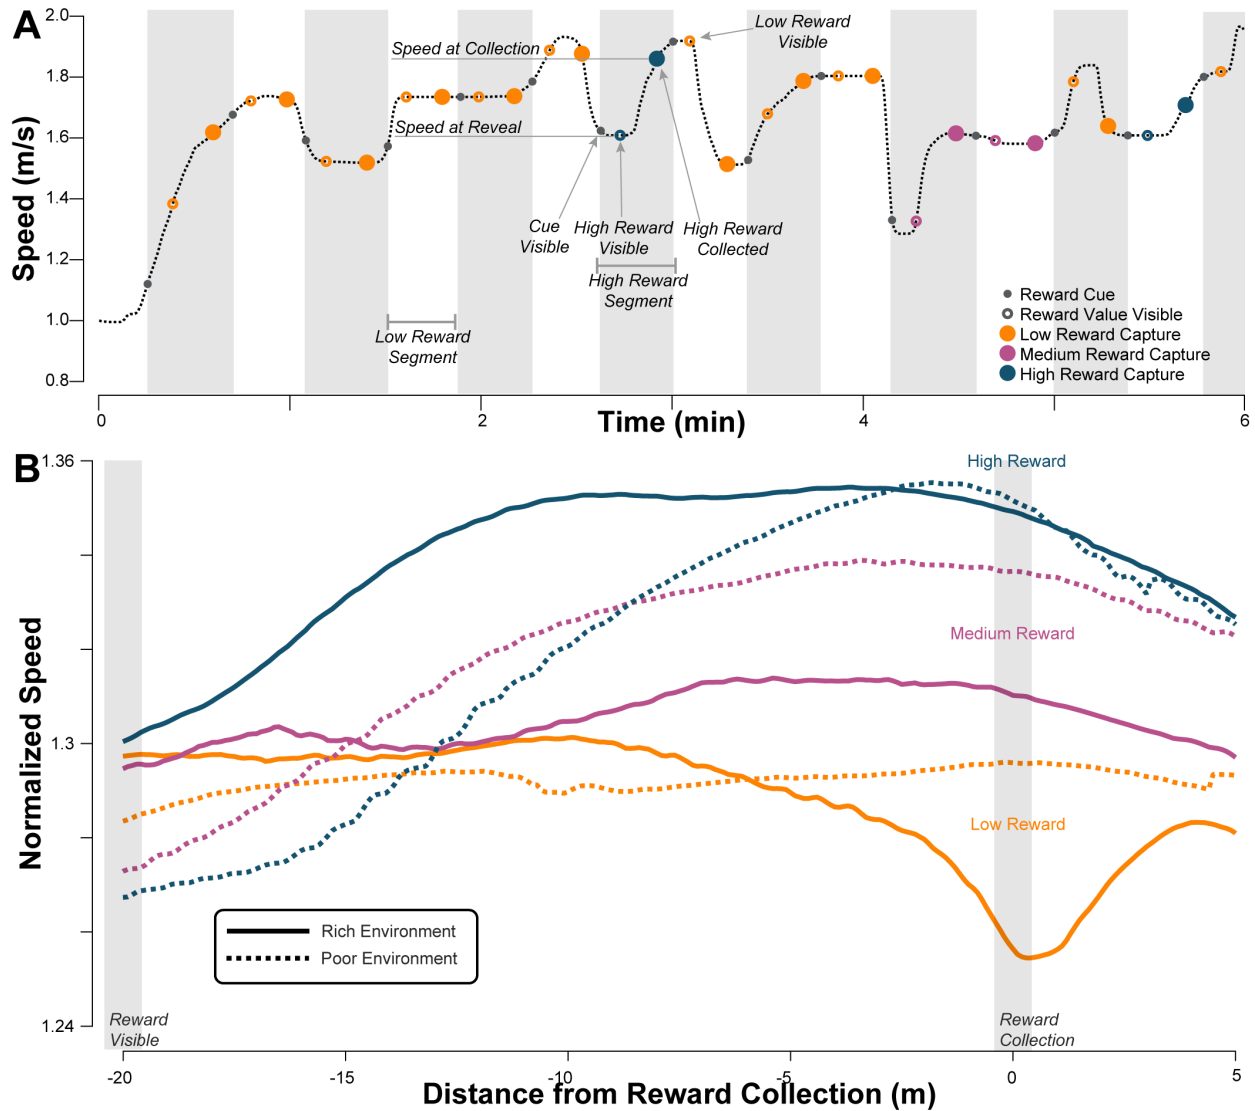 A
2.0
1.8
1.6
1.4
1.2
1.0
0.8
Speed (m/s)
Low Reward
Visible
Speed at Collection
Speed at Reveal
Cue
Visible
High Reward
Visible
High Reward
Collected
High Reward
Segment
Low Reward
Segment
Reward Cue
Reward Value Visible
Low Reward Capture
Medium Reward Capture
High Reward Capture
0
2
4
6
Time (min)
B
1.36
1.3
1.24
Normalized Speed
High Reward
Medium Reward
Low Reward
Rich Environment
Poor Environment
Reward
Visible
Reward
Collection
-20
-15
-10
-5
0
5
Distance from Reward Collection (m)